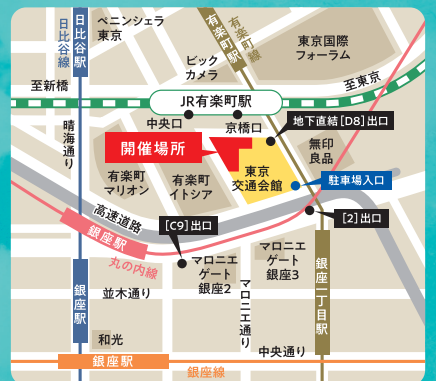 日比谷線
日比谷駅
ペニンシュラ
東京
有楽町駅
有楽町線
ビック
カメラ
東京国際
フォーラム
至新橋
至東京
JR有楽町駅
中央口
京橋口
地下直結[D8]出口
晴海通り
開催場所
無印
良品
有楽町
マリオン
有楽町
イトシア
東京
交通会館
駐車場入口
高速道路
[C9]出口
[2]出口
銀座駅
丸の内線
マロニエ
ゲート
銀座2
マロニエ
ゲート
銀座3
銀座一丁目駅
銀座駅
並木通り
マロニエ通り
和光
中央通り
銀座駅
銀座線